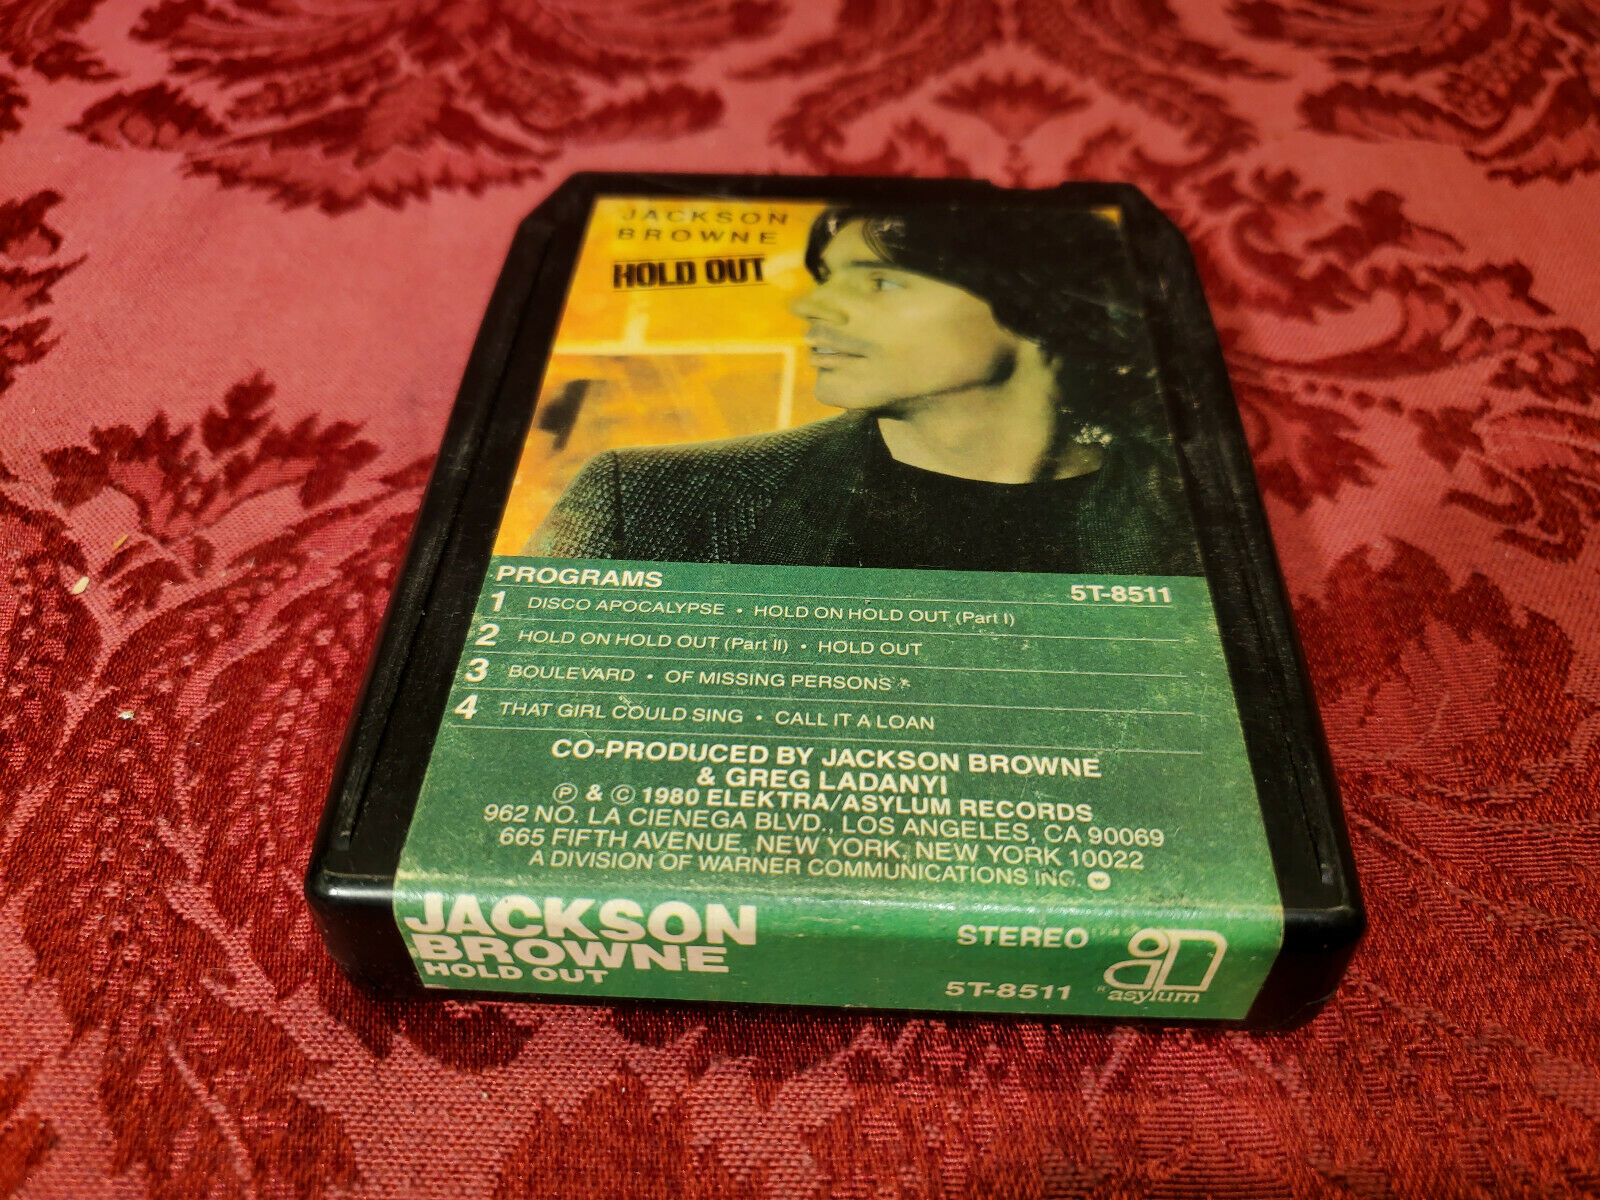 JACKSON
BROWNE
HOLD OUT
PROGRAMS 5T-8511
1 DISCO APOCALYPSE • HOLD ON HOLD OUT (Part I)
2 HOLD ON HOLD OUT (Part II) • HOLD OUT
3 BOULEVARD • OF MISSING PERSONS
4 THAT GIRL COULD SING • CALL IT A LOAN
CO-PRODUCED BY JACKSON BROWNE
& GREG LADANYI
℗ & © 1980 ELEKTRA/ASYLUM RECORDS
962 NO. LA CIENEGA BLVD., LOS ANGELES, CA 90069
665 FIFTH AVENUE, NEW YORK, NEW YORK 10022
A DIVISION OF WARNER COMMUNICATIONS INC.
JACKSON
BROWNE
HOLD OUT
STEREO
5T-8511
® asylum